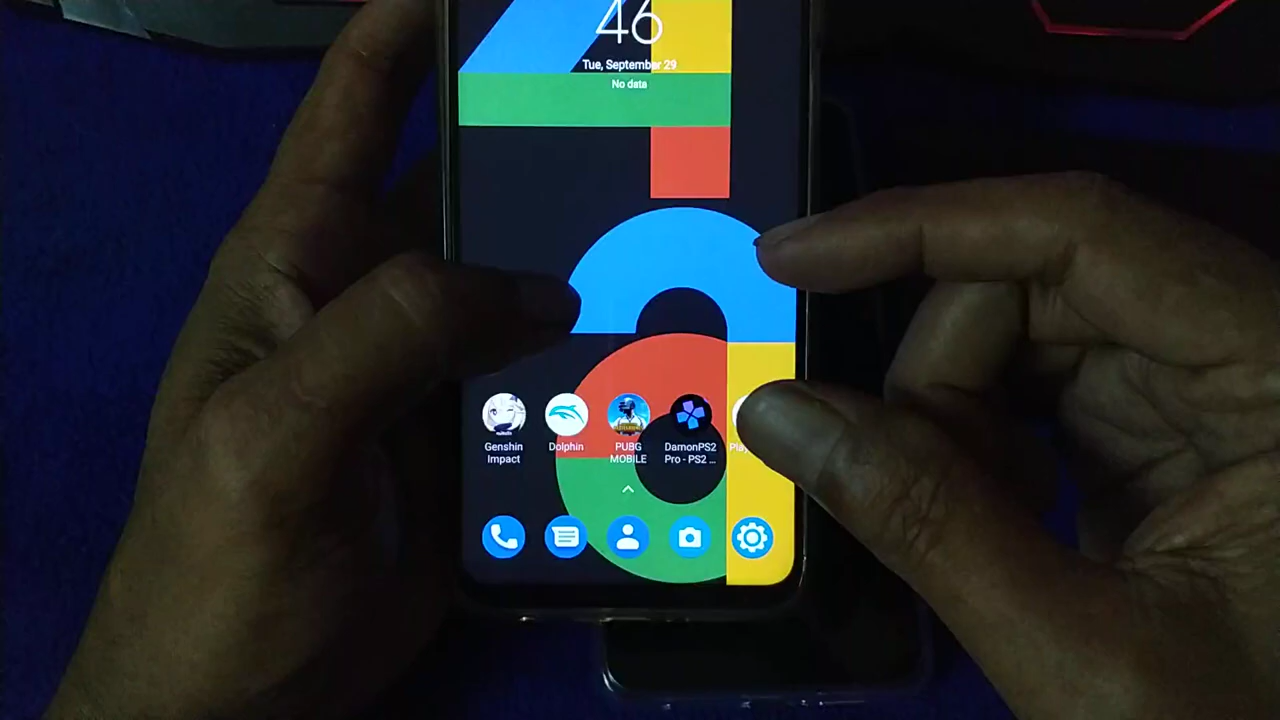 46
Tue, September 29
No data
Genshin
Impact
Dolphin
PUBG
MOBILE
DamonPS2
Pro - PS2 ...